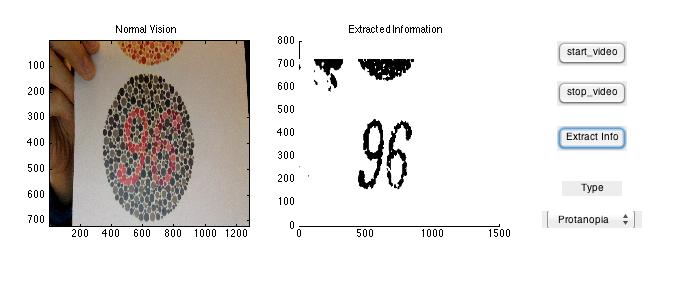 Normal Vision
100
200
300
400
500
600
700
200 400 600 800 1000 1200
96
Extracted Information
800
700
600
500
400
300
200
100
0
0 500 1000 1500
96
start_video
stop_video
Extract Info
Type
Protanopia